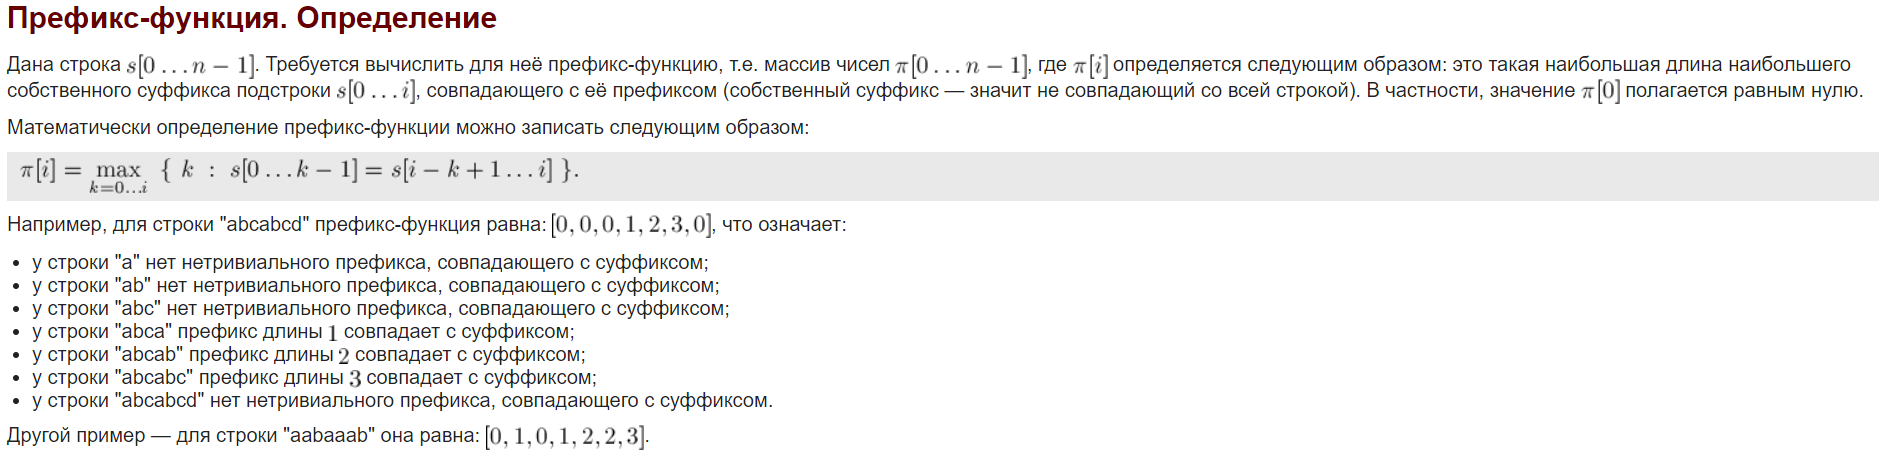 Префикс-функция. Определение
Дана строка s[0 … n − 1]. Требуется вычислить для неё префикс-функцию, т.е. массив чисел π[0 … n − 1], где π[i] определяется следующим образом: это такая наибольшая длина наибольшего
собственного суффикса подстроки s[0 … i], совпадающего с её префиксом (собственный суффикс — значит не совпадающий со всей строкой). В частности, значение π[0] полагается равным нулю.
Математически определение префикс-функции можно записать следующим образом:
π[i] = max k=0…i { k : s[0 … k − 1] = s[i − k + 1 … i] }.
Например, для строки "abcabcd" префикс-функция равна: [0, 0, 0, 1, 2, 3, 0], что означает:
• у строки "a" нет нетривиального префикса, совпадающего с суффиксом;
• у строки "ab" нет нетривиального префикса, совпадающего с суффиксом;
• у строки "abc" нет нетривиального префикса, совпадающего с суффиксом;
• у строки "abca" префикс длины 1 совпадает с суффиксом;
• у строки "abcab" префикс длины 2 совпадает с суффиксом;
• у строки "abcabc" префикс длины 3 совпадает с суффиксом;
• у строки "abcabcd" нет нетривиального префикса, совпадающего с суффиксом.
Другой пример — для строки "aabaaab" она равна: [0, 1, 0, 1, 2, 2, 3].